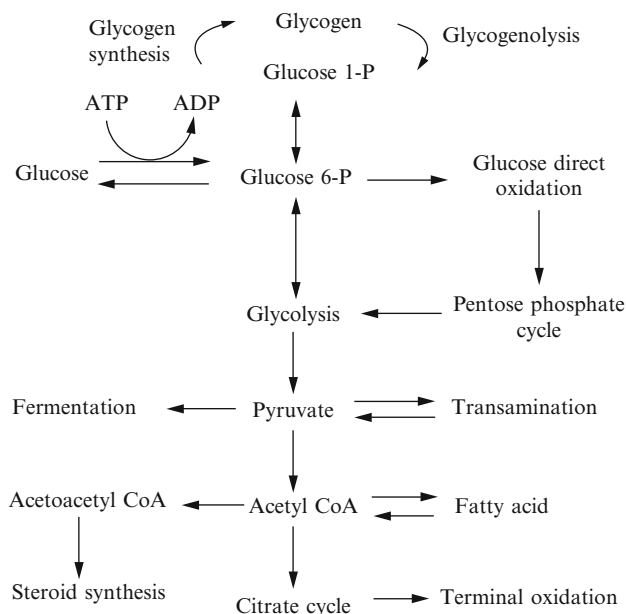 Glycogen
synthesis
Glycogen
Glycogenolysis
Glucose 1-P
ATP
ADP
Glucose
Glucose 6-P
Glucose direct
oxidation
Glycolysis
Pentose phosphate
cycle
Fermentation
Pyruvate
Transamination
Acetoacetyl CoA
Acetyl CoA
Fatty acid
Steroid synthesis
Citrate cycle
Terminal oxidation